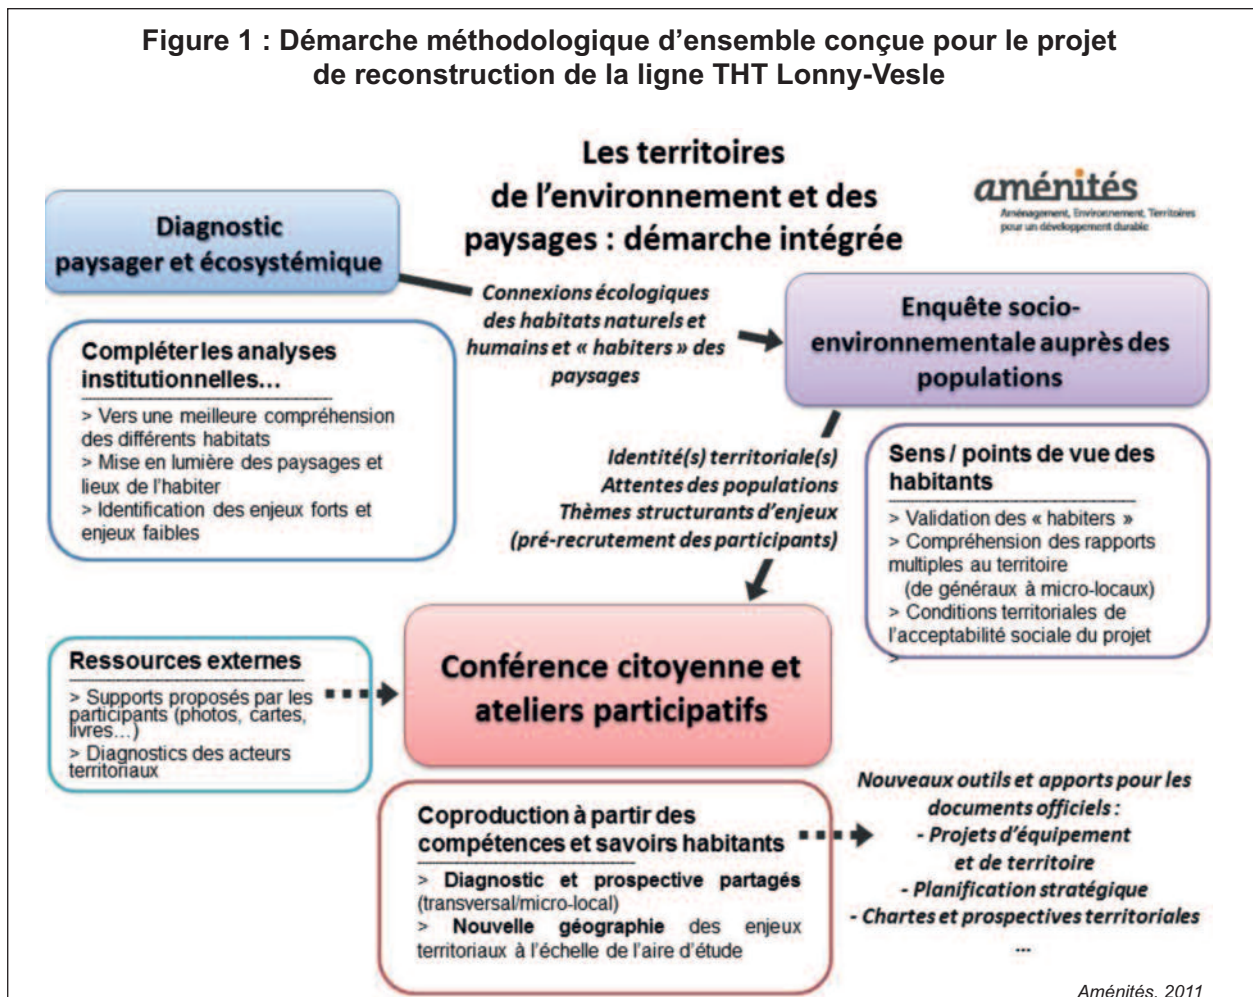 Figure 1 : Démarche méthodologique d’ensemble conçue pour le projet
de reconstruction de la ligne THT Lonny-Vesle
Les territoires
de l’environnement et des
paysages : démarche intégrée
aménités
Aménagement, Environnement, Territoires
pour un développement durable
Diagnostic
paysager et écosystémique
Connexions écologiques
des habitats naturels et
humains et « habiters » des
paysages
Enquête socio-
environnementale auprès des
populations
Compléter les analyses
institutionnelles…
> Vers une meilleure compréhension
des différents habitats
> Mise en lumière des paysages et
lieux de l’habiter
> Identification des enjeux forts et
enjeux faibles
Identité(s) territoriale(s)
Attentes des populations
Thèmes structurants d’enjeux
(pré-recrutement des participants)
Sens / points de vue des
habitants
> Validation des « habiters »
> Compréhension des rapports
multiples au territoire
(de généraux à micro-locaux)
> Conditions territoriales de
l’acceptabilité sociale du projet
>
Ressources externes
> Supports proposés par les
participants (photos, cartes,
livres…)
> Diagnostics des acteurs
territoriaux
Conférence citoyenne et
ateliers participatifs
Coproduction à partir des
compétences et savoirs habitants
> Diagnostic et prospective partagés
(transversal/micro-local)
> Nouvelle géographie des enjeux
territoriaux à l’échelle de l’aire d’étude
Nouveaux outils et apports pour les
documents officiels :
- Projets d’équipement
et de territoire
- Planification stratégique
- Chartes et prospectives territoriales
...
Aménités, 2011